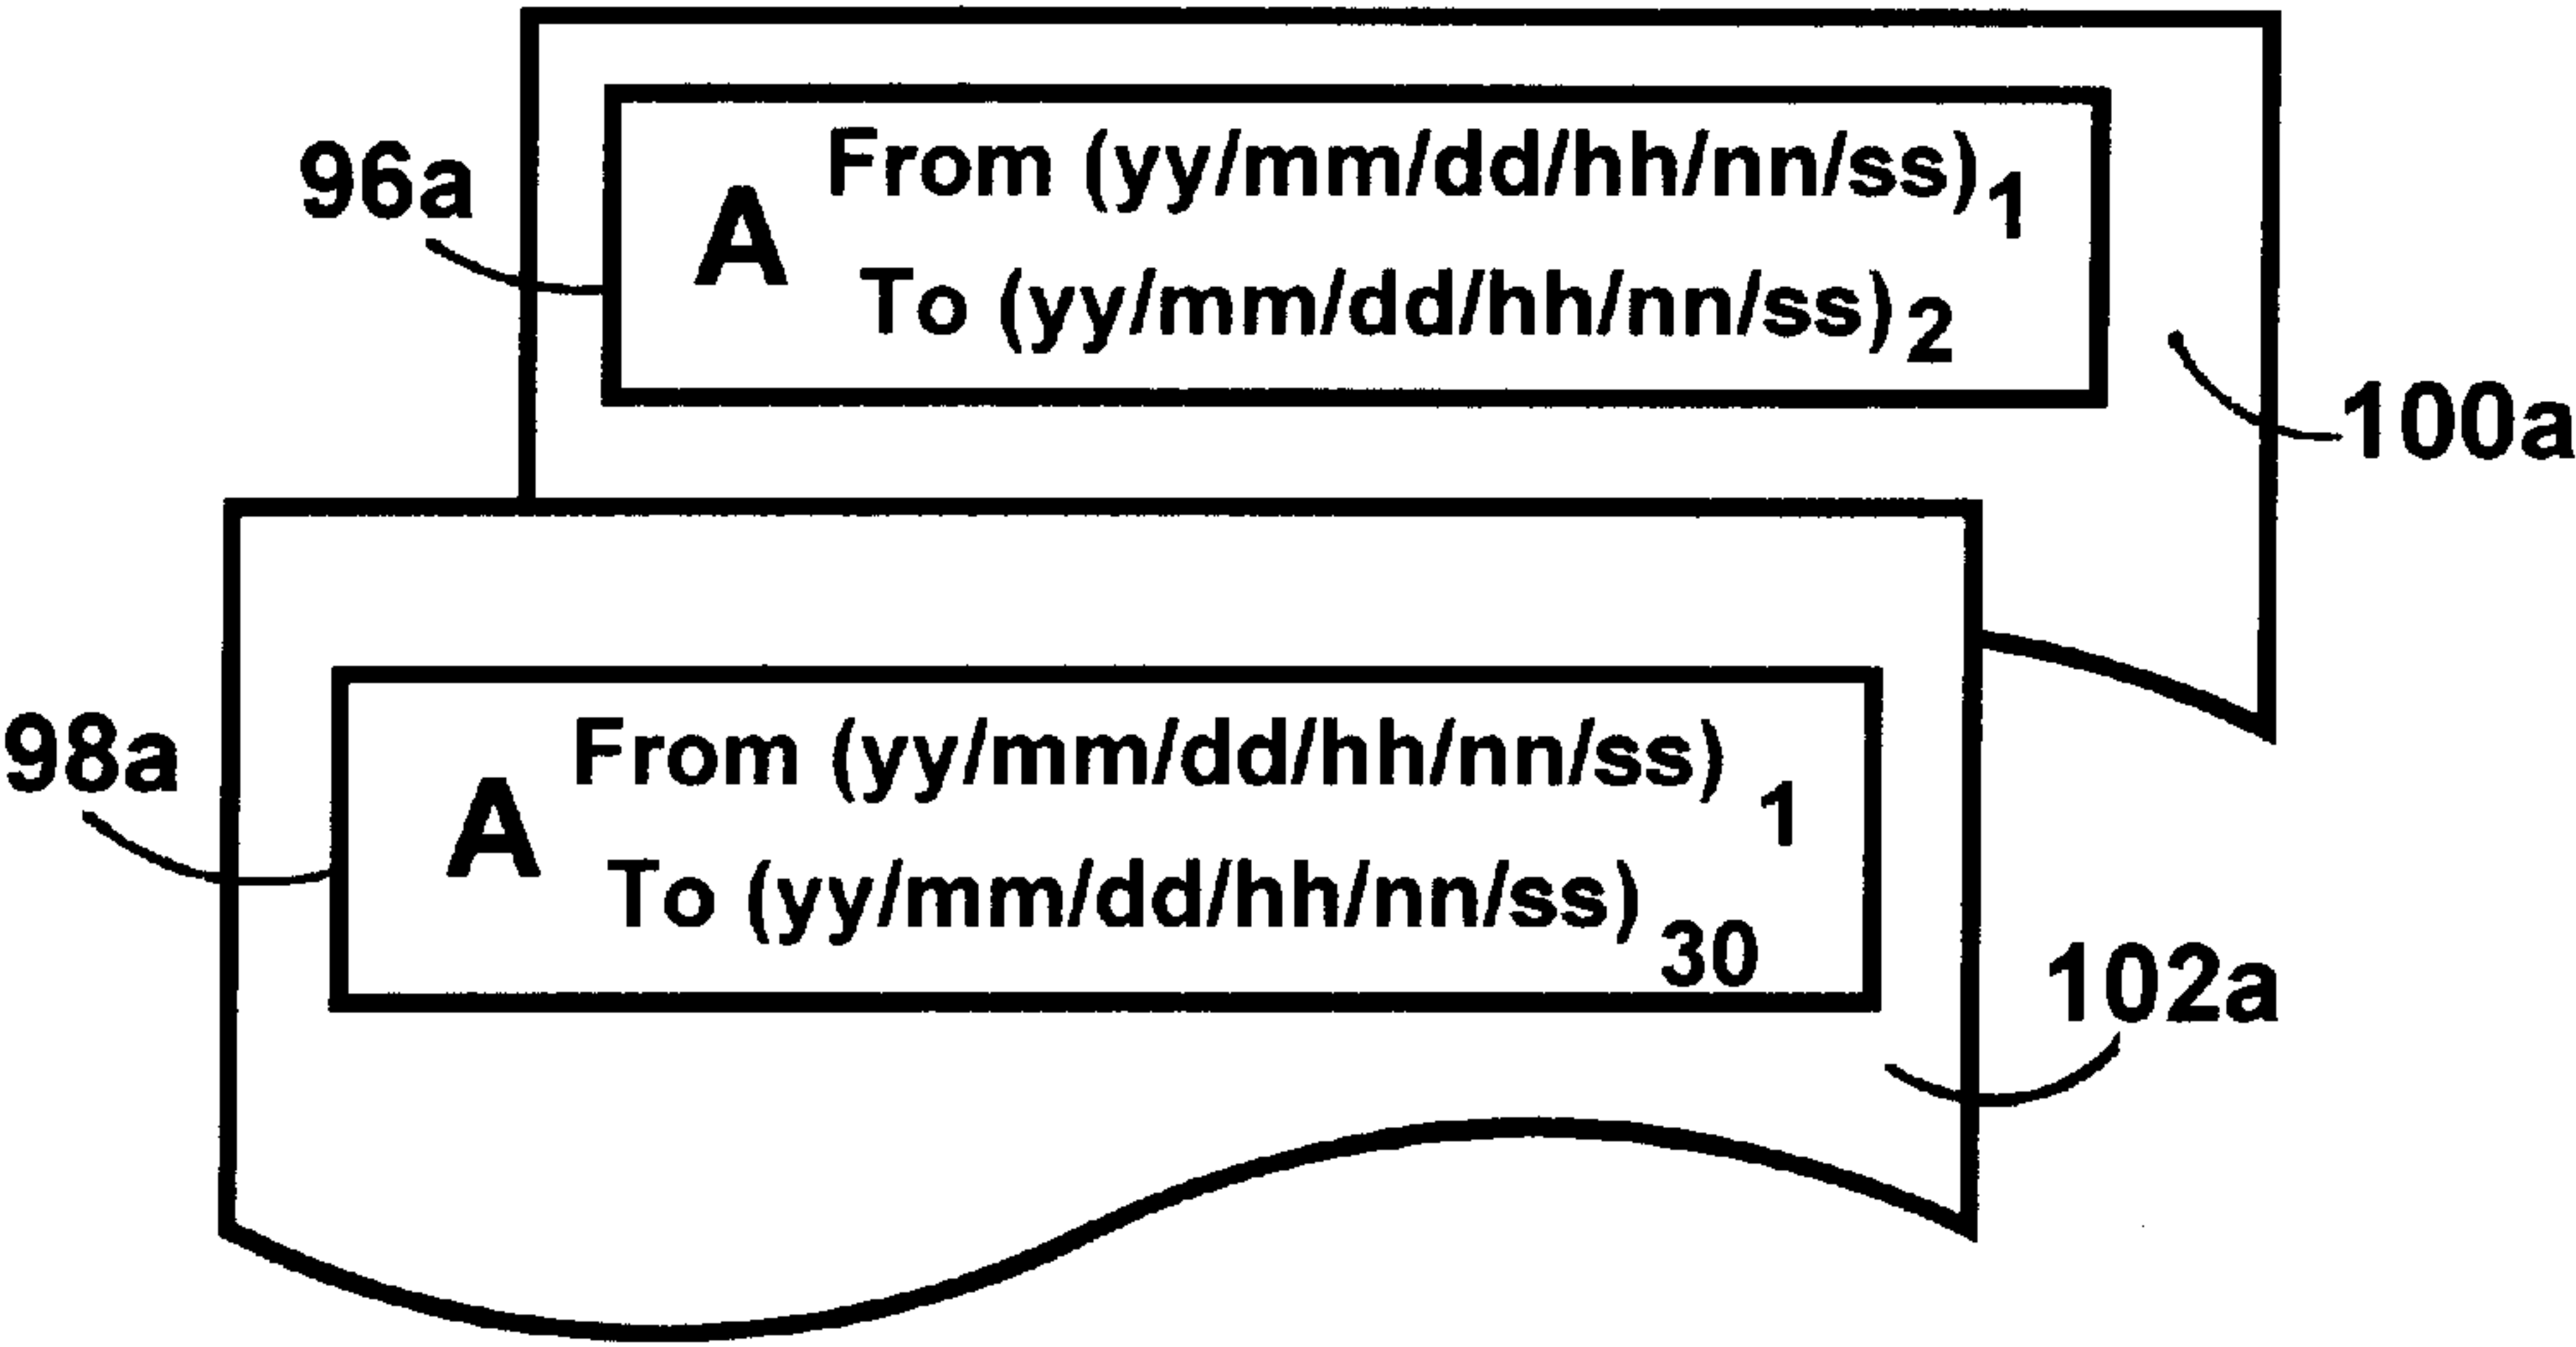 96a
A From (yy/mm/dd/hh/nn/ss)1
To (yy/mm/dd/hh/nn/ss)2
100a
98a
A From (yy/mm/dd/hh/nn/ss) 1
To (yy/mm/dd/hh/nn/ss) 30
102a